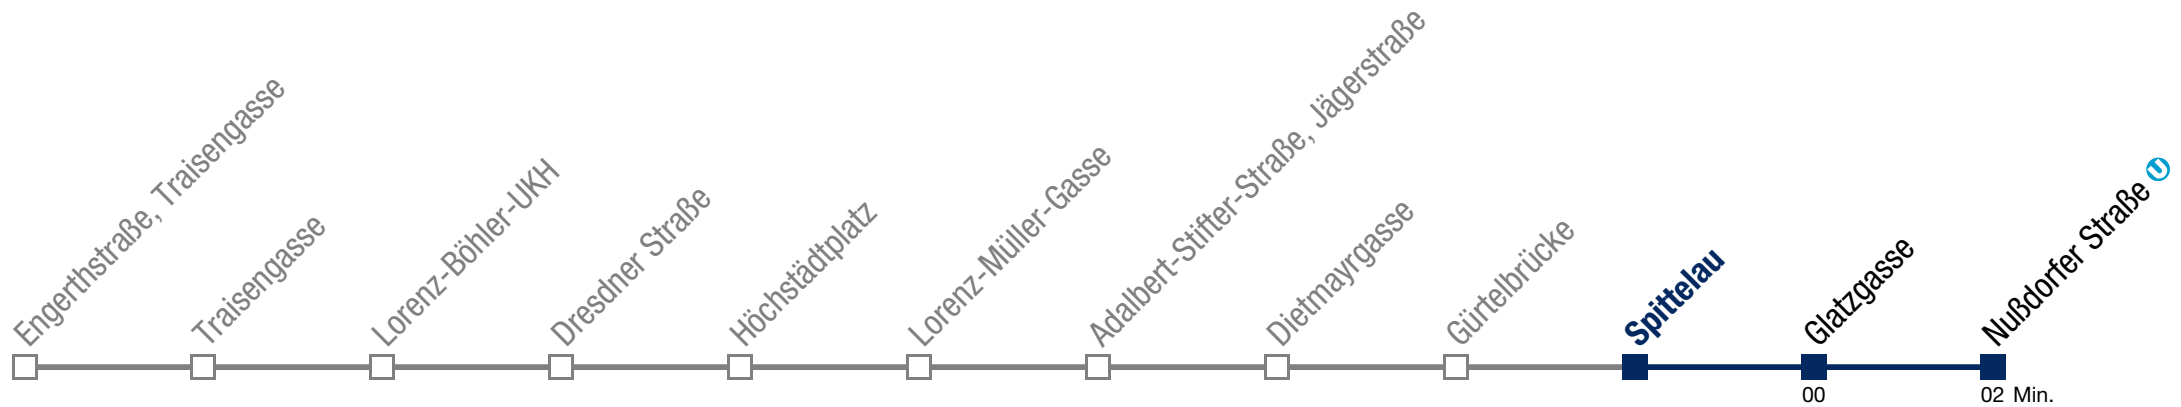 Engerthstraße, Traisengasse
Traisengasse
Lorenz-Böhler-UKH
Dresdner Straße
Höchstädtplatz
Lorenz-Müller-Gasse
Adalbert-Stifter-Straße, Jägerstraße
Dietmayrgasse
Gürtelbrücke
Spittelau
Glatzgasse
Nußdorfer Straße U
00
02 Min.